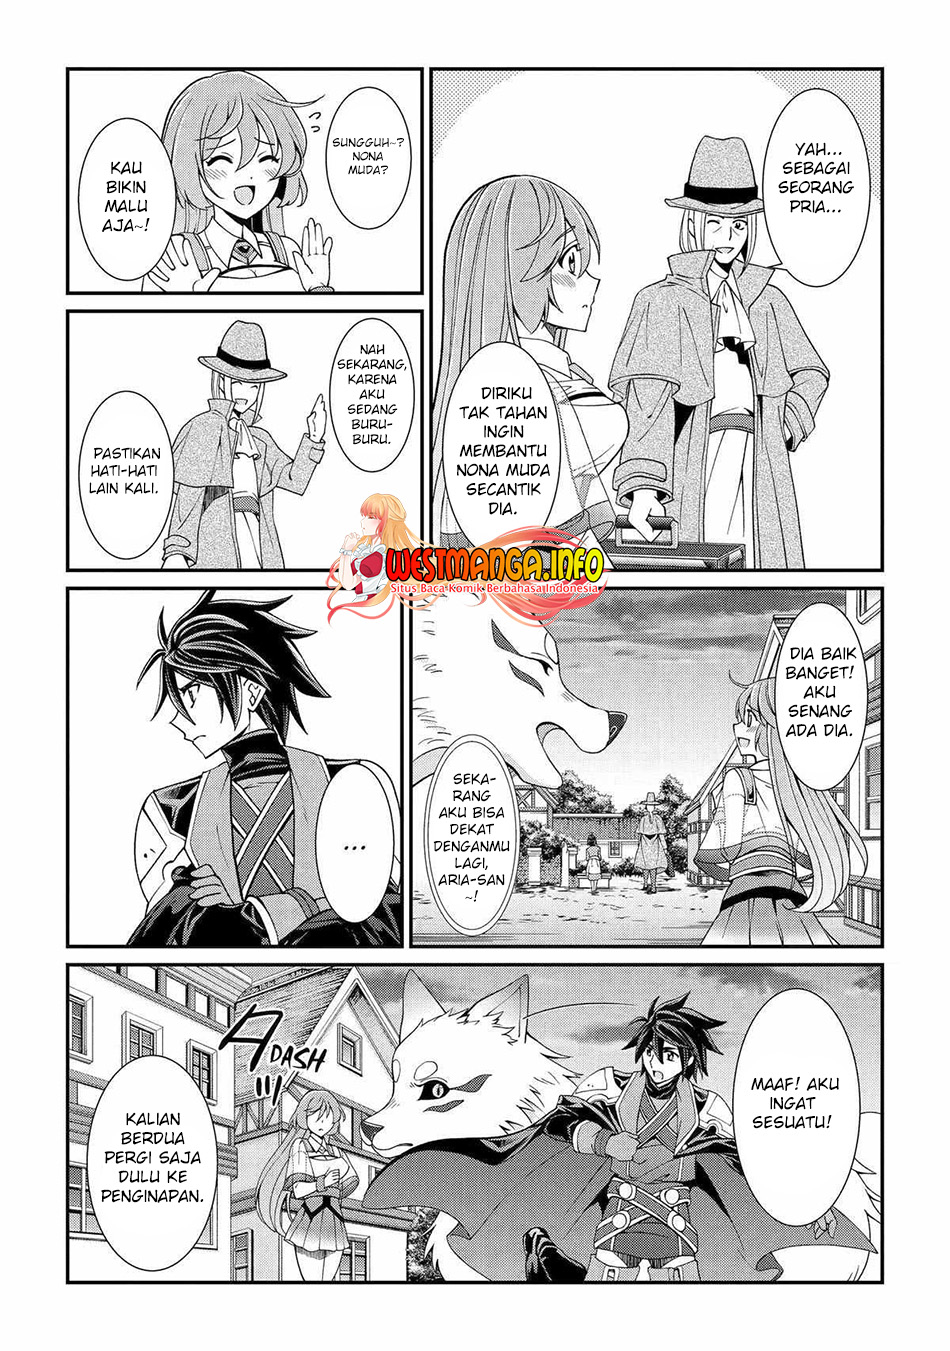 YAH...
SEBAGAI
SEORANG
PRIA...
DIRIKU
TAK TAHAN
INGIN
MEMBANTU
NONA MUDA
SECANTIK
DIA.
SUNGGUH~?
NONA
MUDA?
KAU
BIKIN
MALU
AJA~!
NAH
SEKARANG,
KARENA
AKU
SEDANG
BURU-
BURU.
PASTIKAN
HATI-HATI
LAIN KALI.
WESTMANGA.INFO
Situs Baca Komik Berbahasa Indonesia
DIA BAIK
BANGET!
AKU
SENANG
ADA DIA.
SEKA-
RANG
AKU BISA
DEKAT
DENGANMU
LAGI,
ARIA-SAN
~!
...
MAAF! AKU
INGAT
SESUATU!
タッ
DASH
KALIAN
BERDUA
PERGI SAJA
DULU KE
PENGINAPAN.